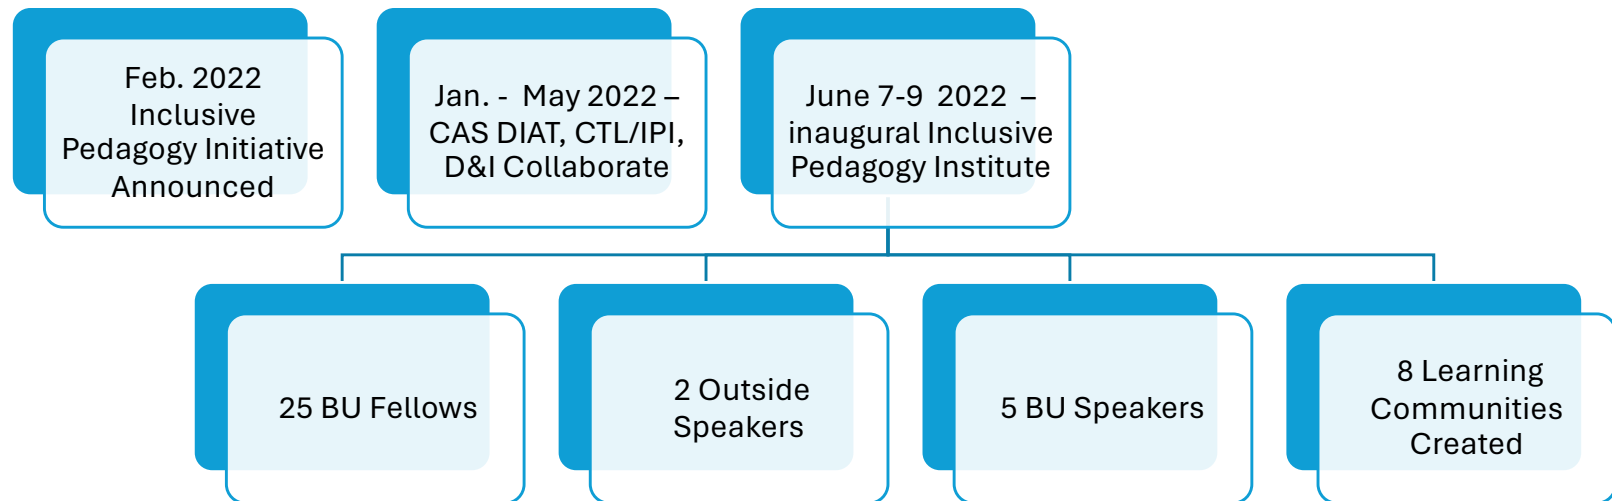 Feb. 2022
Inclusive
Pedagogy Initiative
Announced
Jan. - May 2022 –
CAS DIAT, CTL/IPI,
D&I Collaborate
June 7-9 2022 –
inaugural Inclusive
Pedagogy Institute
25 BU Fellows
2 Outside
Speakers
5 BU Speakers
8 Learning
Communities
Created